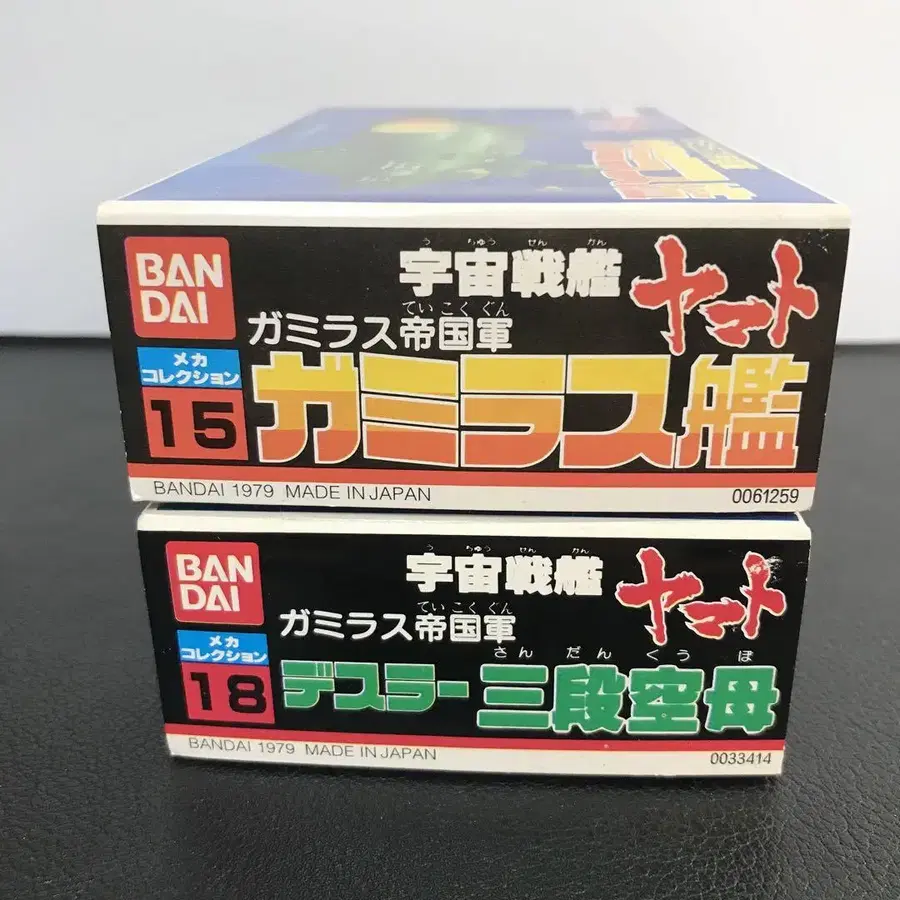 BAN
DAI
う ちゅう せん かん
宇宙戦艦
ヤマト
ガミラス帝国軍
てい こく ぐん
メカ
コレクション
15
ガミラス艦
BANDAI 1979 MADE IN JAPAN
0061259
BAN
DAI
う ちゅう せん かん
宇宙戦艦
ヤマト
てい こく ぐん
ガミラス帝国軍
メカ
コレクション
18
さん だん くう ぼ
デスラー三段空母
BANDAI 1979 MADE IN JAPAN
0033414